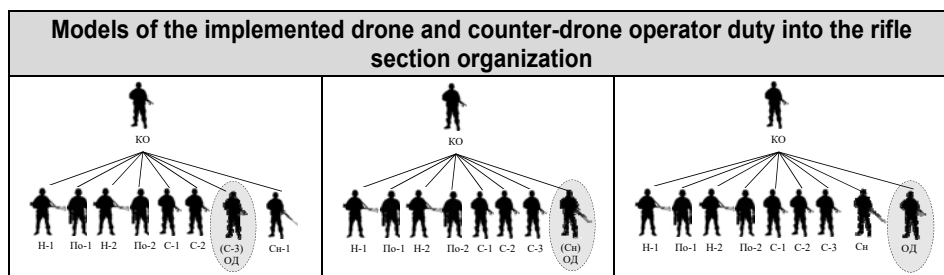 Models of the implemented drone and counter-drone operator duty into the rifle
section organization
КО
Н-1 По-1 Н-2 По-2 С-1 С-2 (С-3) ОД Сн-1
КО
Н-1 По-1 Н-2 По-2 С-1 С-2 С-3 (Сн) ОД
КО
Н-1 По-1 Н-2 По-2 С-1 С-2 С-3 Сн ОД